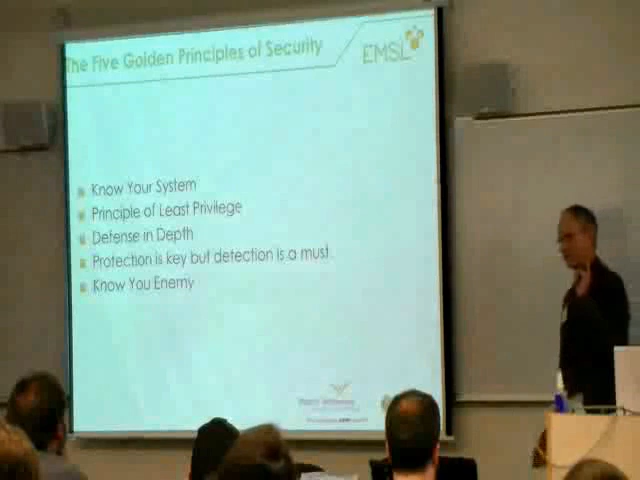 The Five Golden Principles of Security
EMSL
Know Your System
Principle of Least Privilege
Defense in Depth
Protection is key but detection is a must.
Know You Enemy